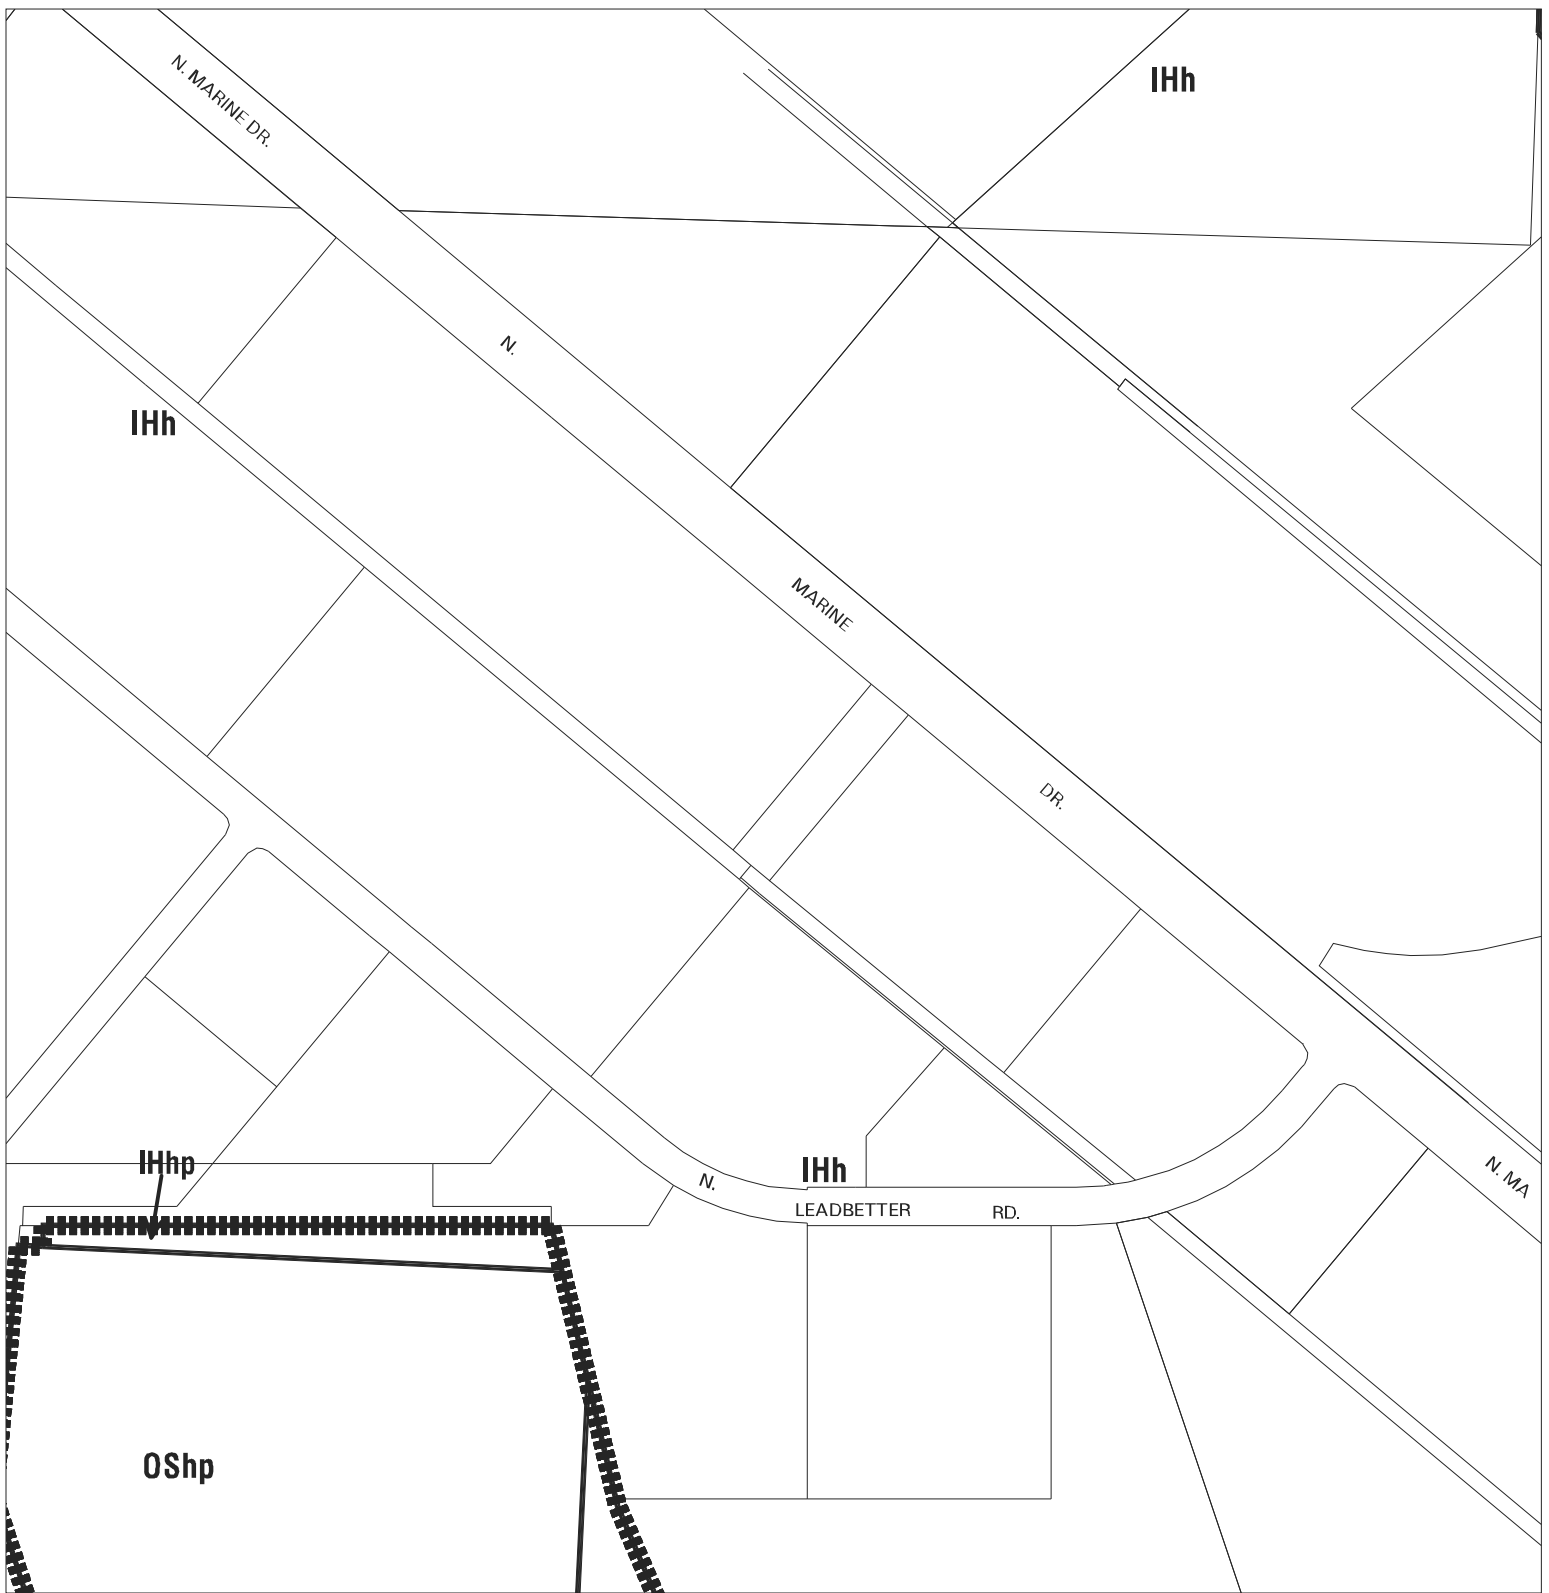 N. MARINE DR.
IHh
N.
IHh
MARINE
DR.
IHhp
IHh
N.
LEADBETTER
RD.
N. MA
OShp